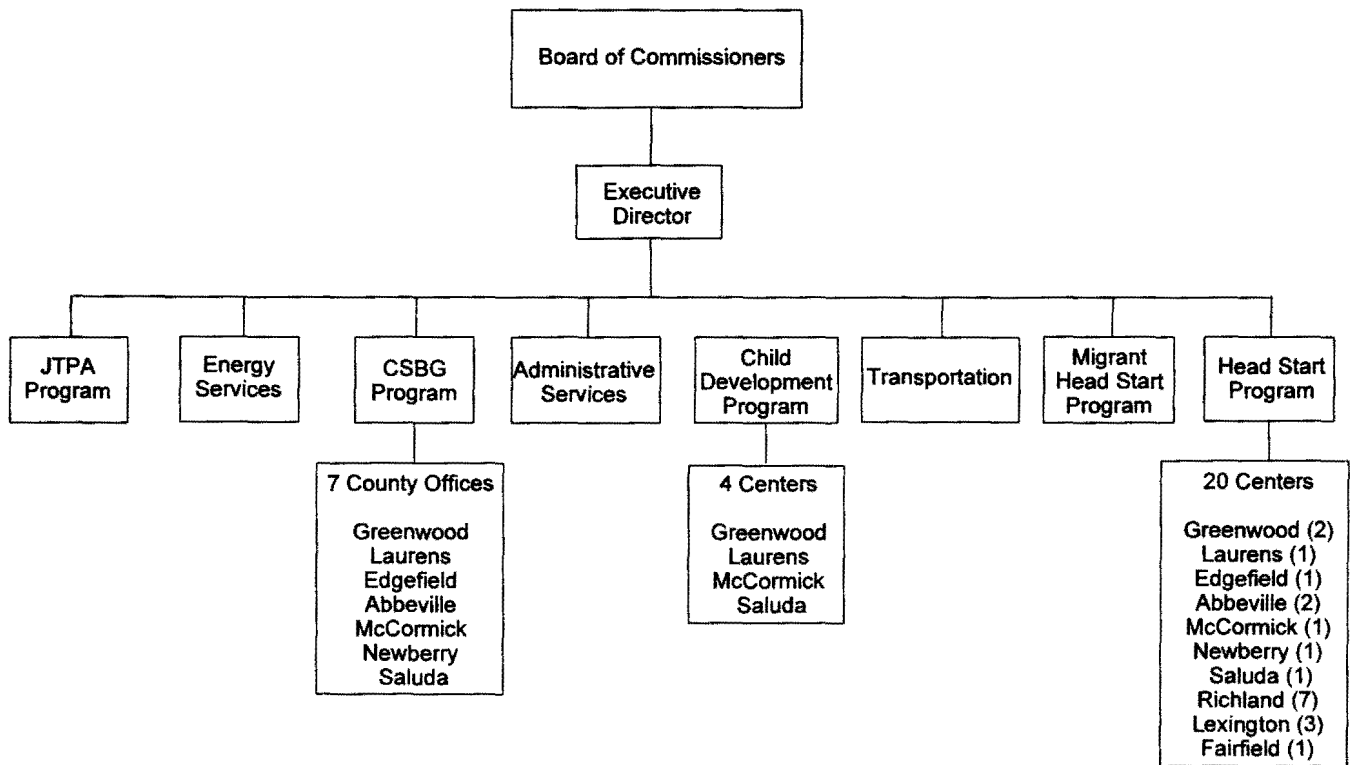 Board of Commissioners
Executive
Director
JTPA
Program
Energy
Services
CSBG
Program
Administrative
Services
Child
Development
Program
Transportation
Migrant
Head Start
Program
Head Start
Program
7 County Offices
Greenwood
Laurens
Edgefield
Abbeville
McCormick
Newberry
Saluda
4 Centers
Greenwood
Laurens
McCormick
Saluda
20 Centers
Greenwood (2)
Laurens (1)
Edgefield (1)
Abbeville (2)
McCormick (1)
Newberry (1)
Saluda (1)
Richland (7)
Lexington (3)
Fairfield (1)